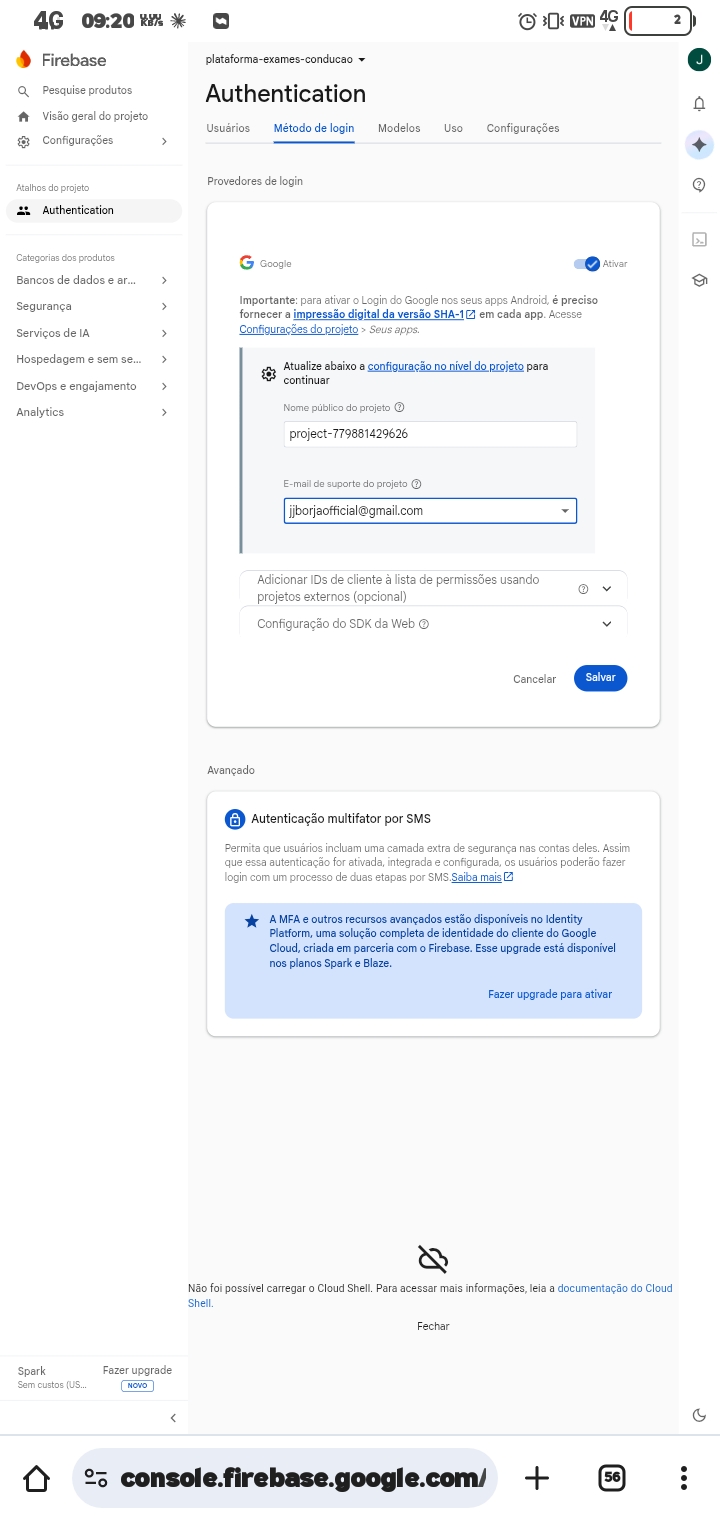 4G 09:20 KB/s VPN 4G 2
Firebase
Pesquise produtos
Visão geral do projeto
Configurações
Atalhos do projeto
Authentication
Categorias dos produtos
Bancos de dados e ar...
Segurança
Serviços de IA
Hospedagem e sem se...
DevOps e engajamento
Analytics
Spark
Sem custos (US...
Fazer upgrade
NOVO
plataforma-exames-conducao
J
Authentication
Usuários Método de login Modelos Uso Configurações
Provedores de login
Google Ativar
Importante: para ativar o Login do Google nos seus apps Android, é preciso
fornecer a impressão digital da versão SHA-1 em cada app. Acesse
Configurações do projeto > Seus apps.
Atualize abaixo a configuração no nível do projeto para
continuar
Nome público do projeto
project-779881429626
E-mail de suporte do projeto
jjborjaofficial@gmail.com
Adicionar IDs de cliente à lista de permissões usando
projetos externos (opcional)
Configuração do SDK da Web
Cancelar Salvar
Avançado
Autenticação multifator por SMS
Permita que usuários incluam uma camada extra de segurança nas contas deles. Assim
que essa autenticação for ativada, integrada e configurada, os usuários poderão fazer
login com um processo de duas etapas por SMS.Saiba mais
A MFA e outros recursos avançados estão disponíveis no Identity
Platform, uma solução completa de identidade do cliente do Google
Cloud, criada em parceria com o Firebase. Esse upgrade está disponível
nos planos Spark e Blaze.
Fazer upgrade para ativar
Não foi possível carregar o Cloud Shell. Para acessar mais informações, leia a documentação do Cloud
Shell.
Fechar
console.firebase.google.com/
56